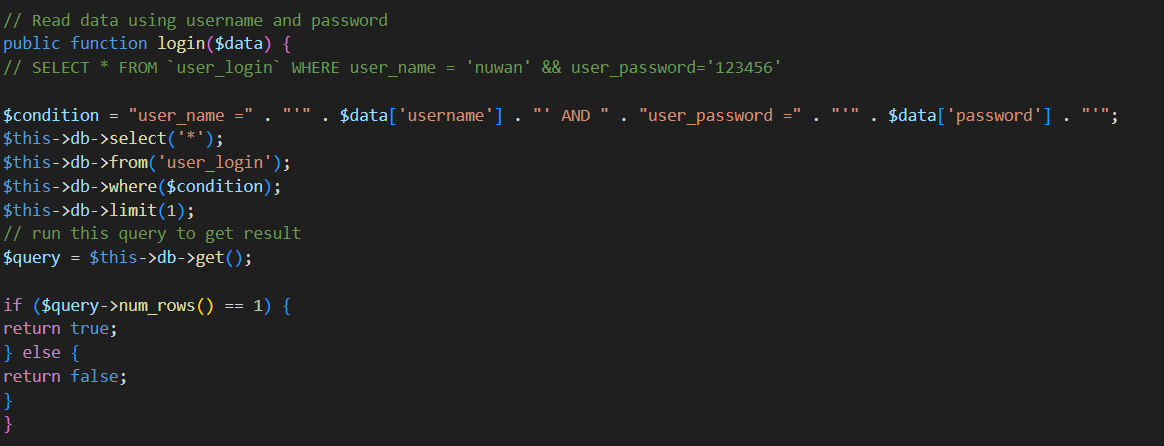 // Read data using username and password
public function login($data) {
// SELECT * FROM `user_login` WHERE user_name = 'nuwan' && user_password='123456'
$condition = "user_name =" . "'" . $data['username'] . "' AND " . "user_password =" . "'" . $data['password'] . "'";
$this->db->select('*');
$this->db->from('user_login');
$this->db->where($condition);
$this->db->limit(1);
// run this query to get result
$query = $this->db->get();
if ($query->num_rows() == 1) {
return true;
} else {
return false;
}
}